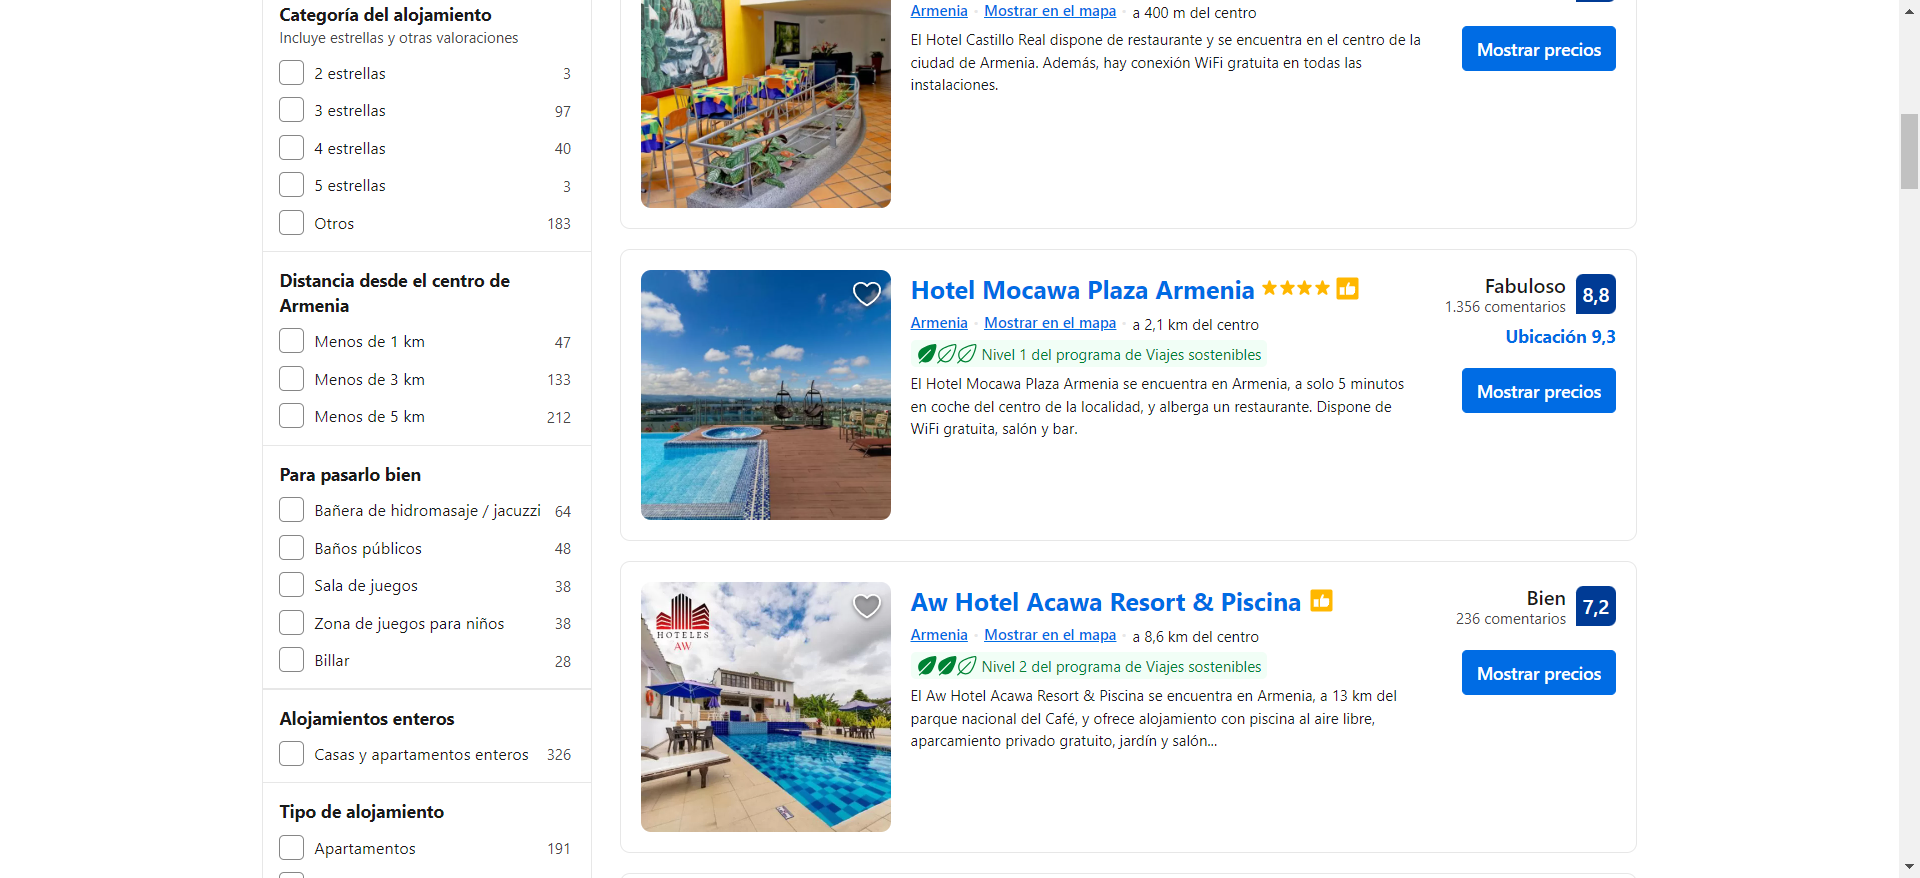 Categoría del alojamiento
Incluye estrellas y otras valoraciones
2 estrellas 3
3 estrellas 97
4 estrellas 40
5 estrellas 3
Otros 183
Distancia desde el centro de
Armenia
Menos de 1 km 47
Menos de 3 km 133
Menos de 5 km 212
Para pasarlo bien
Bañera de hidromasaje / jacuzzi 64
Baños públicos 48
Sala de juegos 38
Zona de juegos para niños 38
Billar 28
Alojamientos enteros
Casas y apartamentos enteros 326
Tipo de alojamiento
Apartamentos 191
Armenia · Mostrar en el mapa · a 400 m del centro
El Hotel Castillo Real dispone de restaurante y se encuentra en el centro de la
ciudad de Armenia. Además, hay conexión WiFi gratuita en todas las
instalaciones.
Mostrar precios
Hotel Mocawa Plaza Armenia
Armenia · Mostrar en el mapa · a 2,1 km del centro
Nivel 1 del programa de Viajes sostenibles
El Hotel Mocawa Plaza Armenia se encuentra en Armenia, a solo 5 minutos
en coche del centro de la localidad, y alberga un restaurante. Dispone de
WiFi gratuita, salón y bar.
Fabuloso 8,8
1.356 comentarios
Ubicación 9,3
Mostrar precios
HOTELES
AW
Aw Hotel Acawa Resort & Piscina
Armenia · Mostrar en el mapa · a 8,6 km del centro
Nivel 2 del programa de Viajes sostenibles
El Aw Hotel Acawa Resort & Piscina se encuentra en Armenia, a 13 km del
parque nacional del Café, y ofrece alojamiento con piscina al aire libre,
aparcamiento privado gratuito, jardín y salón...
Bien 7,2
236 comentarios
Mostrar precios